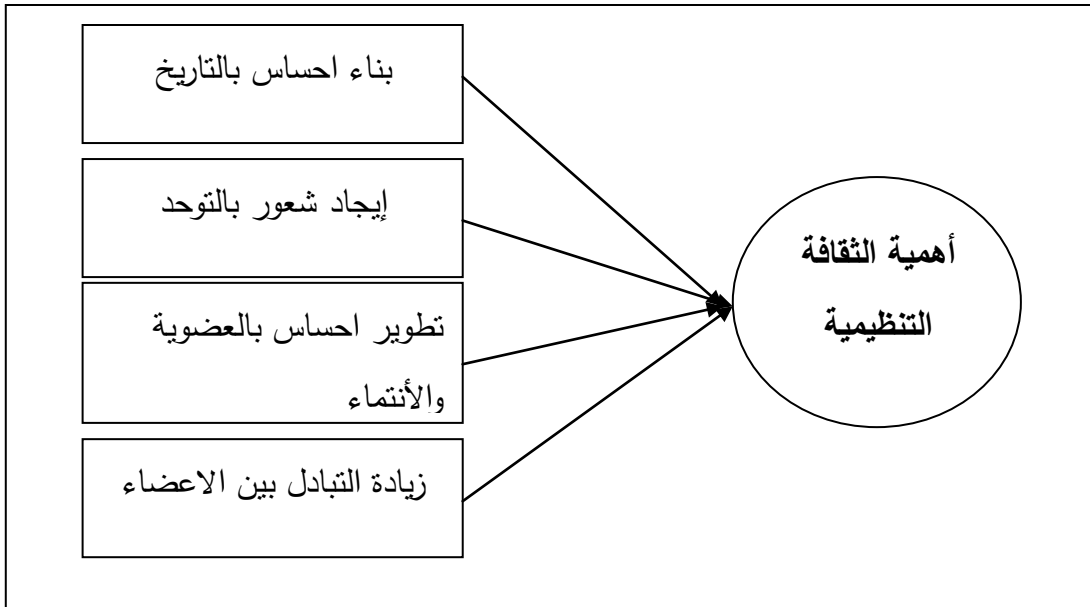 بناء احساس بالتاريخ
إيجاد شعور بالتوحد
تطوير احساس بالعضوية
والأنتماء
زيادة التبادل بين الاعضاء
أهمية الثقافة
التنظيمية